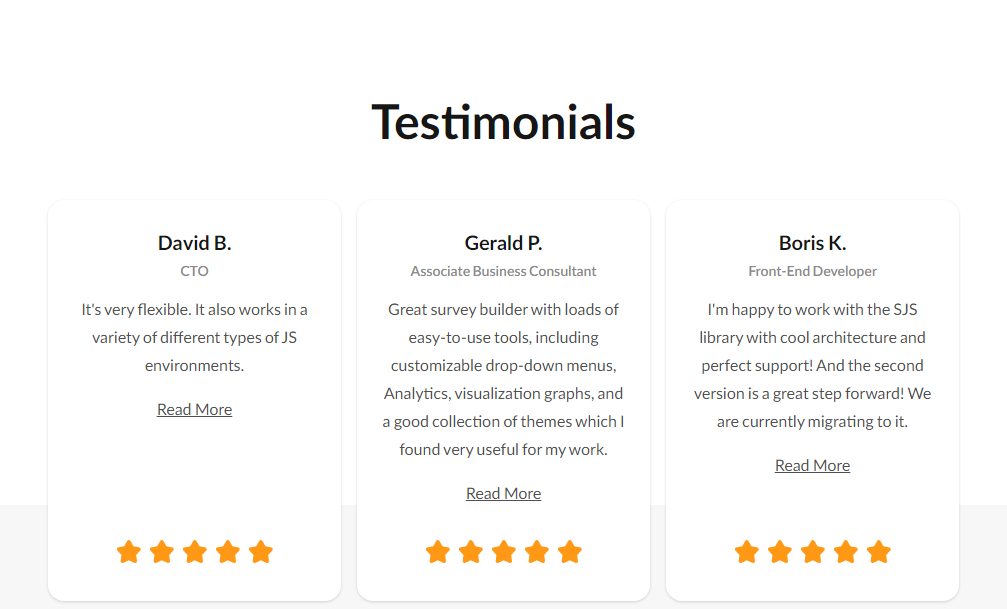 Testimonials
David B.
CTO
It's very flexible. It also works in a
variety of different types of JS
environments.
Read More
Gerald P.
Associate Business Consultant
Great survey builder with loads of
easy-to-use tools, including
customizable drop-down menus,
Analytics, visualization graphs, and
a good collection of themes which I
found very useful for my work.
Read More
Boris K.
Front-End Developer
I'm happy to work with the SJS
library with cool architecture and
perfect support! And the second
version is a great step forward! We
are currently migrating to it.
Read More